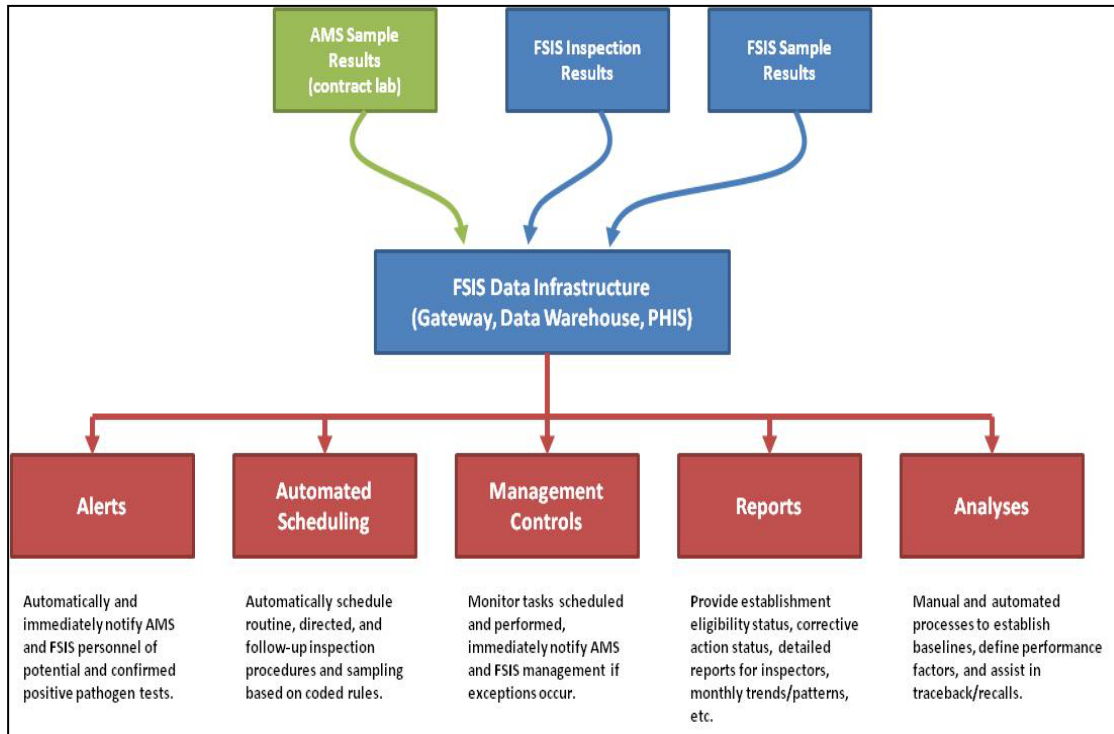 AMS Sample
Results
(contract lab)
FSIS Inspection
Results
FSIS Sample
Results
FSIS Data Infrastructure
(Gateway, Data Warehouse, PHIS)
Alerts
Automated
Scheduling
Management
Controls
Reports
Analyses
Automatically and
immediately notify AMS
and FSIS personnel of
potential and confirmed
positive pathogen tests.
Automatically schedule
routine, directed, and
follow-up inspection
procedures and sampling
based on coded rules.
Monitor tasks scheduled
and performed,
immediately notify AMS
and FSIS management if
exceptions occur.
Provide establishment
eligibility status, corrective
action status, detailed
reports for inspectors,
monthly trends/patterns,
etc.
Manual and automated
processes to establish
baselines, define performance
factors, and assist in
traceback/recalls.